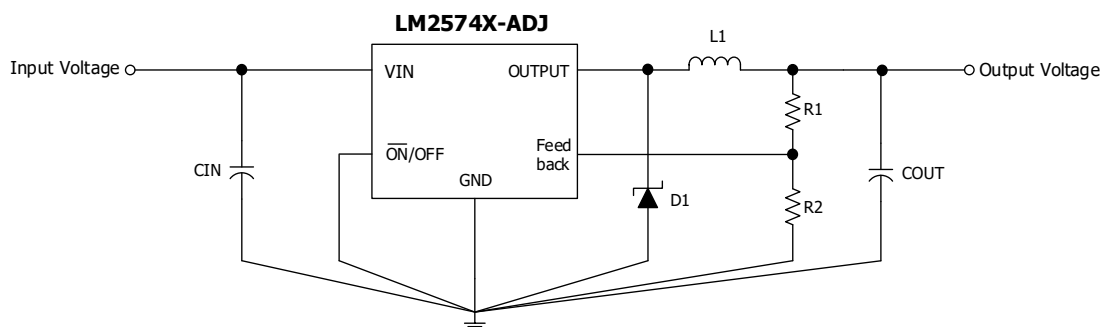 LM2574X-ADJ
L1
Input Voltage
VIN
OUTPUT
Output Voltage
R1
ON/OFF
Feed
back
CIN
GND
D1
R2
COUT